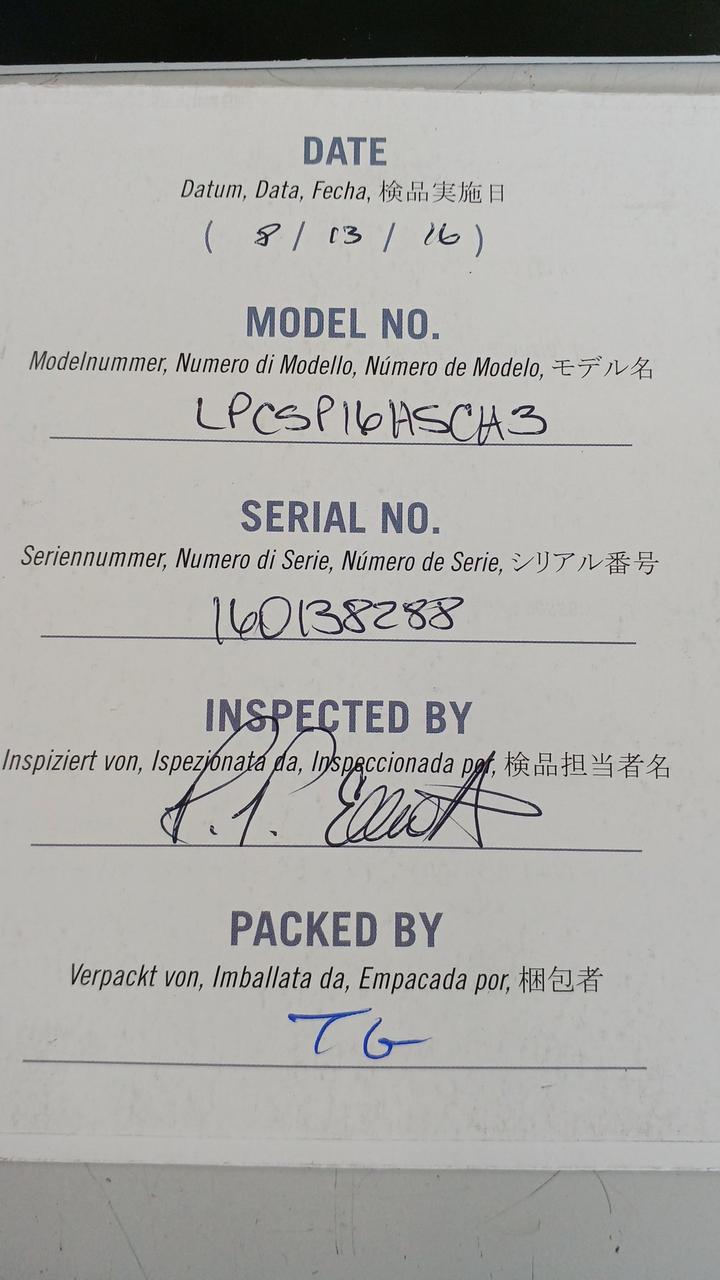 DATE
Datum, Data, Fecha, 検品実施日
( 8 / 13 / 16 )
MODEL NO.
Modelnummer, Numero di Modello, Número de Modelo, モデル名
LPCSP16HSCH3
SERIAL NO.
Seriennummer, Numero di Serie, Número de Serie, シリアル番号
160138288
INSPECTED BY
Inspiziert von, Ispezionata da, Inspeccionada por, 検品担当者名
P.P. Elliott
PACKED BY
Verpackt von, Imballata da, Empacada por, 梱包者
TG